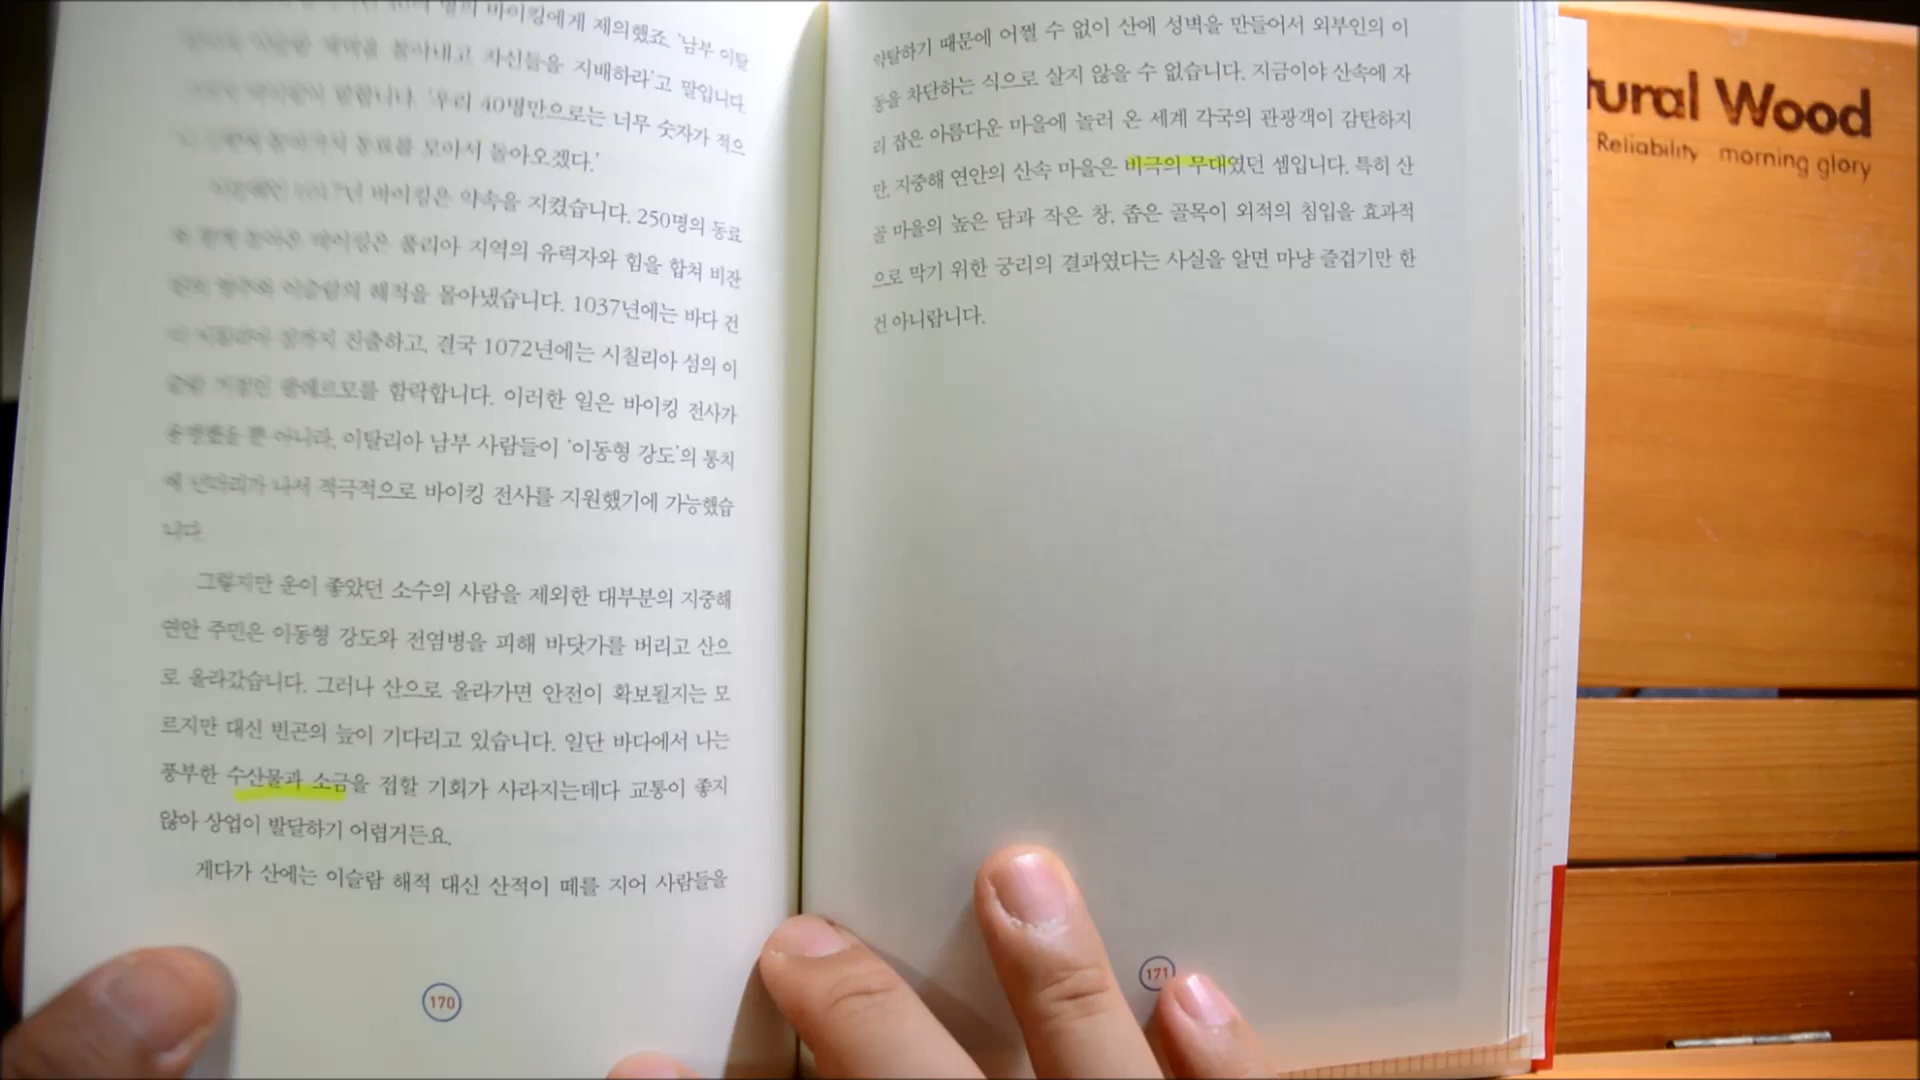 바이킹에게 제의했죠. '남부 이탈
몰아내고 자신들을 지배하라'고 말입니다.
'우리 40명만으로는 너무 숫자가 적으
동료를 모아서 돌아오겠다.'
바이킹은 약속을 지켰습니다. 250명의 동료
바이킹은 풀리아 지역의 유력자와 힘을 합쳐 비잔
해적을 몰아냈습니다. 1037년에는 바다 건
진출하고, 결국 1072년에는 시칠리아 섬의 이
함락합니다. 이러한 일은 바이킹 전사가
아니라, 이탈리아 남부 사람들이 '이동형 강도'의 통치
나서 적극적으로 바이킹 전사를 지원했기에 가능했습
니다.
그렇지만 운이 좋았던 소수의 사람을 제외한 대부분의 지중해
연안 주민은 이동형 강도와 전염병을 피해 바닷가를 버리고 산으
로 올라갔습니다. 그러나 산으로 올라가면 안전이 확보될지는 모
르지만 대신 빈곤의 늪이 기다리고 있습니다. 일단 바다에서 나는
풍부한 수산물과 소금을 접할 기회가 사라지는데다 교통이 좋지
않아 상업이 발달하기 어렵거든요.
게다가 산에는 이슬람 해적 대신 산적이 떼를 지어 사람들을
170
약탈하기 때문에 어쩔 수 없이 산에 성벽을 만들어서 외부인의 이
동을 차단하는 식으로 살지 않을 수 없습니다. 지금이야 산속에 자
리 잡은 아름다운 마을에 놀러 온 세계 각국의 관광객이 감탄하지
만, 지중해 연안의 산속 마을은 비극의 무대였던 셈입니다. 특히 산
골 마을의 높은 담과 작은 창, 좁은 골목이 외적의 침입을 효과적
으로 막기 위한 궁리의 결과였다는 사실을 알면 마냥 즐겁기만 한
건 아니랍니다.
171
tural Wood
Reliability morning glory